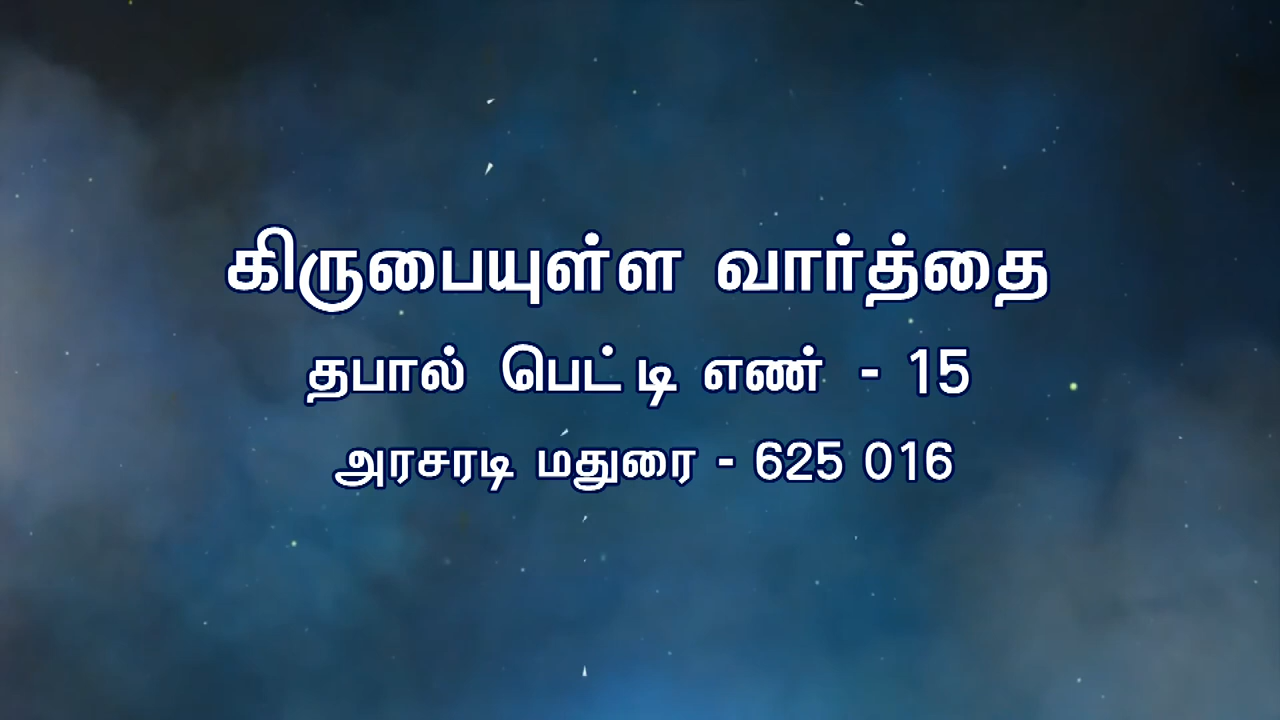 கிருபையுள்ள வார்த்தை
தபால் பெட்டி எண் - 15
அரசரடி மதுரை - 625 016